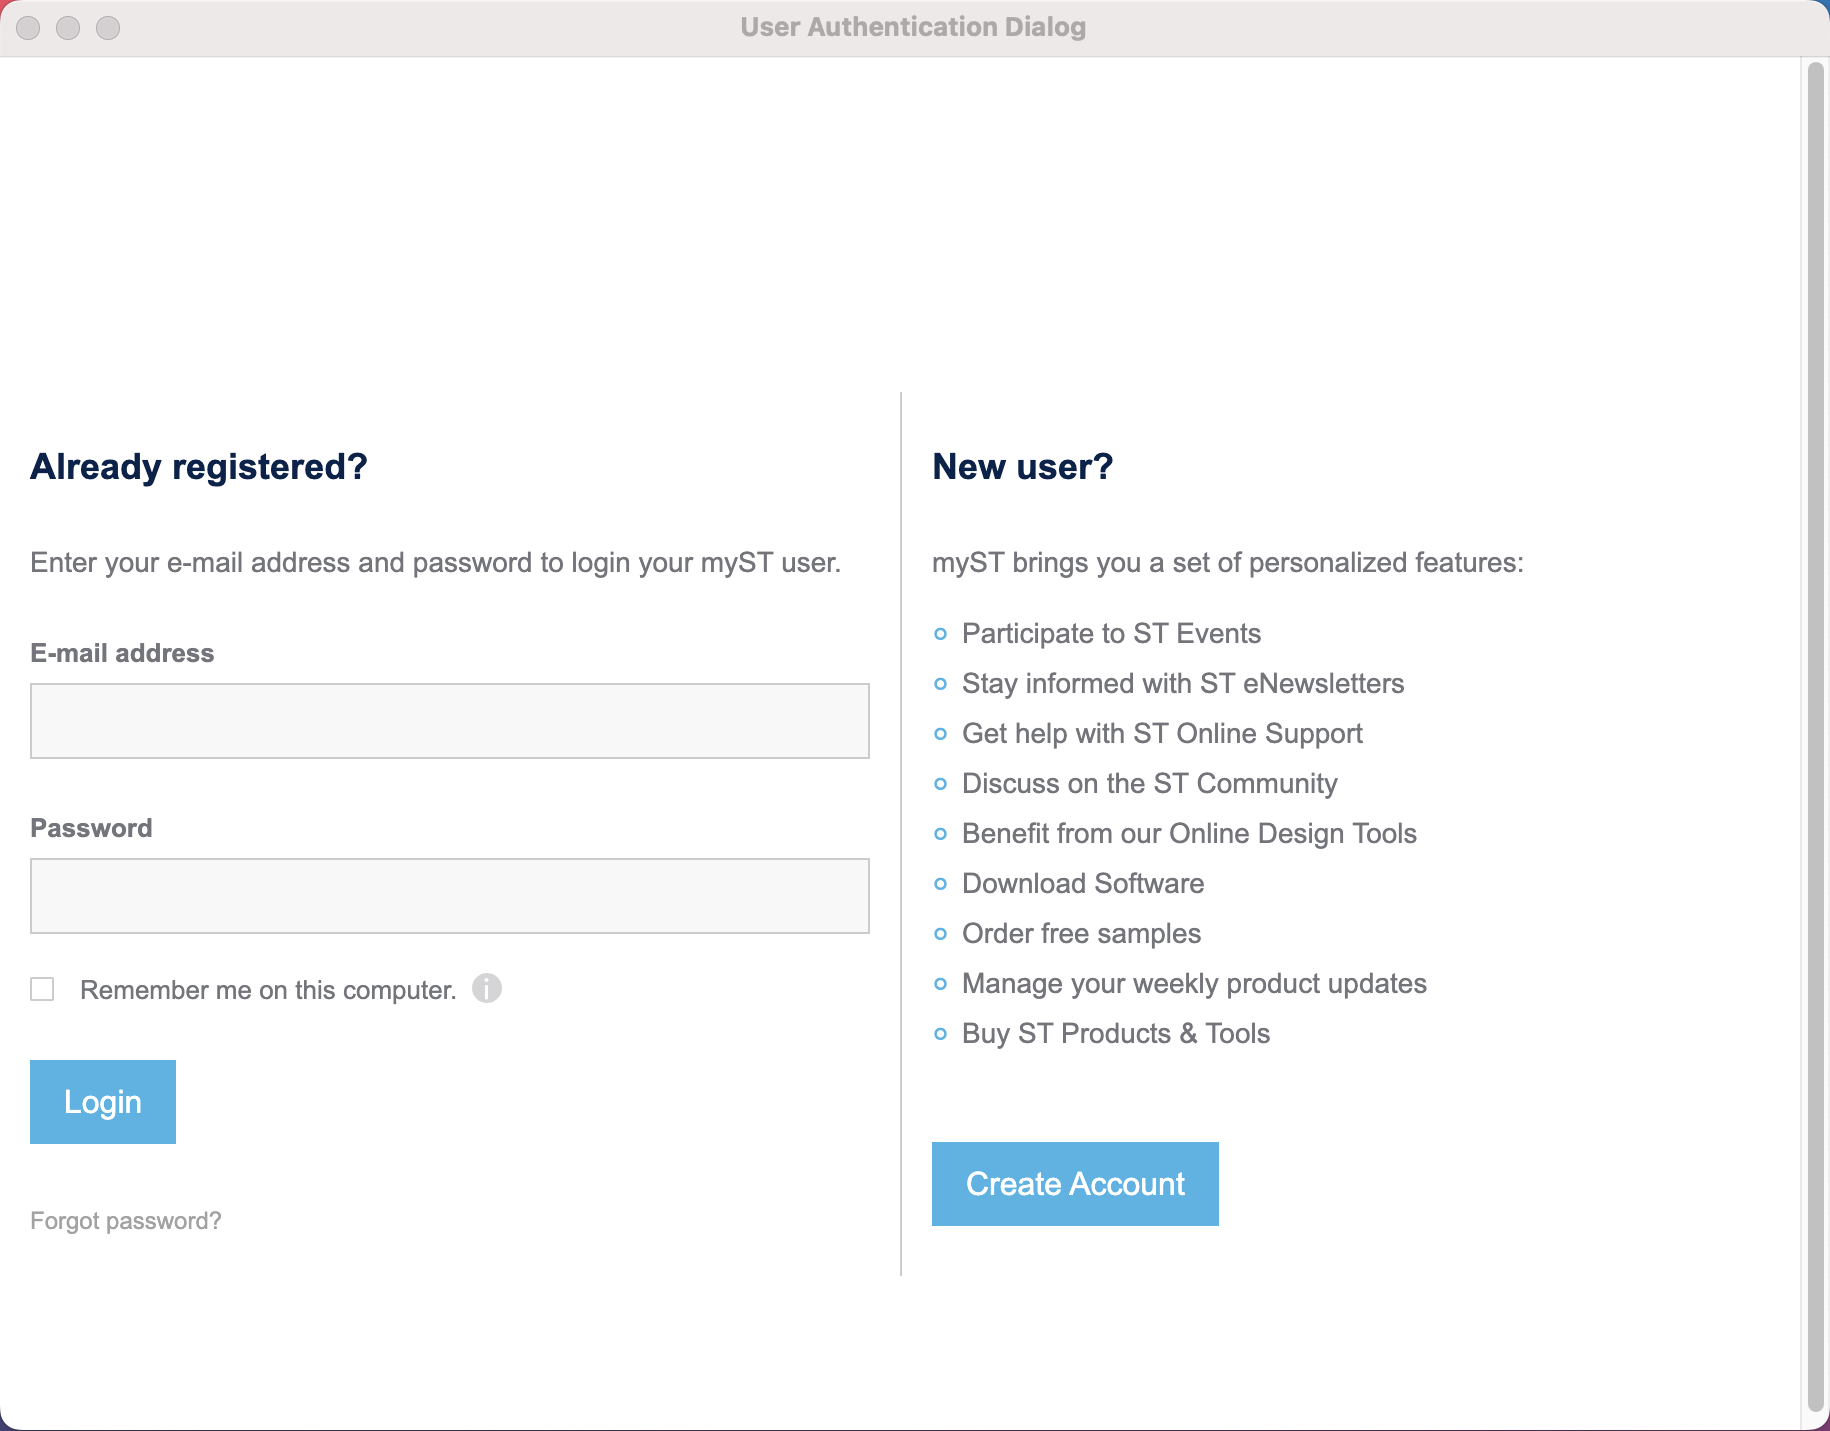 User Authentication Dialog
Already registered?
Enter your e-mail address and password to login your myST user.
E-mail address
Password
Remember me on this computer.
Login
Forgot password?
New user?
myST brings you a set of personalized features:
Participate to ST Events
Stay informed with ST eNewsletters
Get help with ST Online Support
Discuss on the ST Community
Benefit from our Online Design Tools
Download Software
Order free samples
Manage your weekly product updates
Buy ST Products & Tools
Create Account